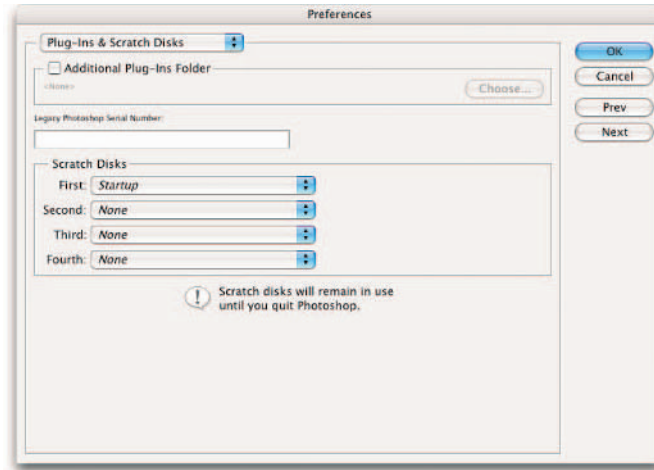 Preferences
Plug-Ins & Scratch Disks
OK
Additional Plug-Ins Folder
Cancel
<None>
Choose...
Prev
Legacy Photoshop Serial Number:
Next
Scratch Disks
First: Startup
Second: None
Third: None
Fourth: None
! Scratch disks will remain in use
until you quit Photoshop.